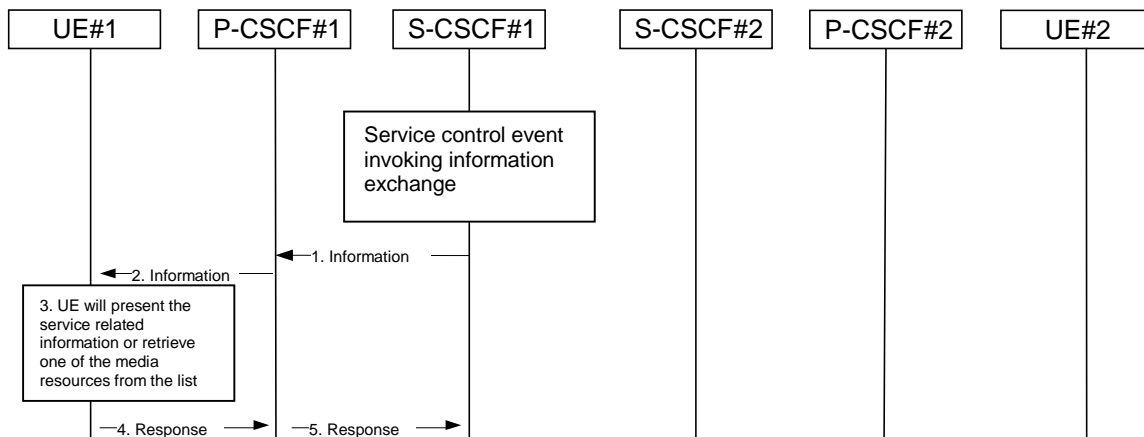 UE#1
P-CSCF#1
S-CSCF#1
S-CSCF#2
P-CSCF#2
UE#2
Service control event
invoking information
exchange
1. Information
2. Information
3. UE will present the
service related
information or retrieve
one of the media
resources from the list
4. Response
5. Response